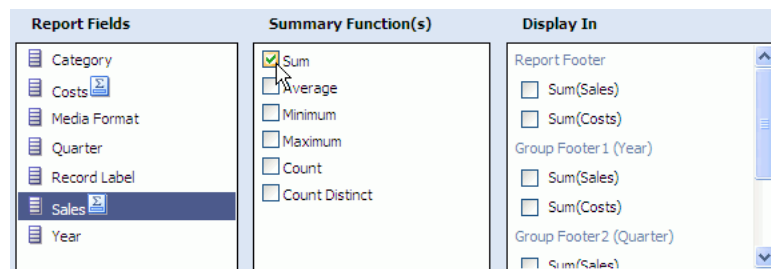 Report Fields
Summary Function(s)
Display In
Category
Costs Σ
Media Format
Quarter
Record Label
Sales Σ
Year
Sum
Average
Minimum
Maximum
Count
Count Distinct
Report Footer
Sum(Sales)
Sum(Costs)
Group Footer1 (Year)
Sum(Sales)
Sum(Costs)
Group Footer2 (Quarter)
Sum(Sales)